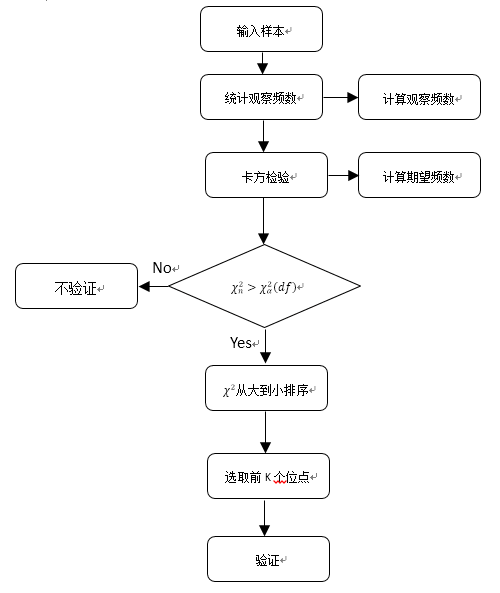 输入样本
统计观察频数
计算观察频数
卡方检验
计算期望频数
χ²ₙ > χ²ₐ(df)
No
不验证
Yes
χ²从大到小排序
选取前 K 个位点
验证